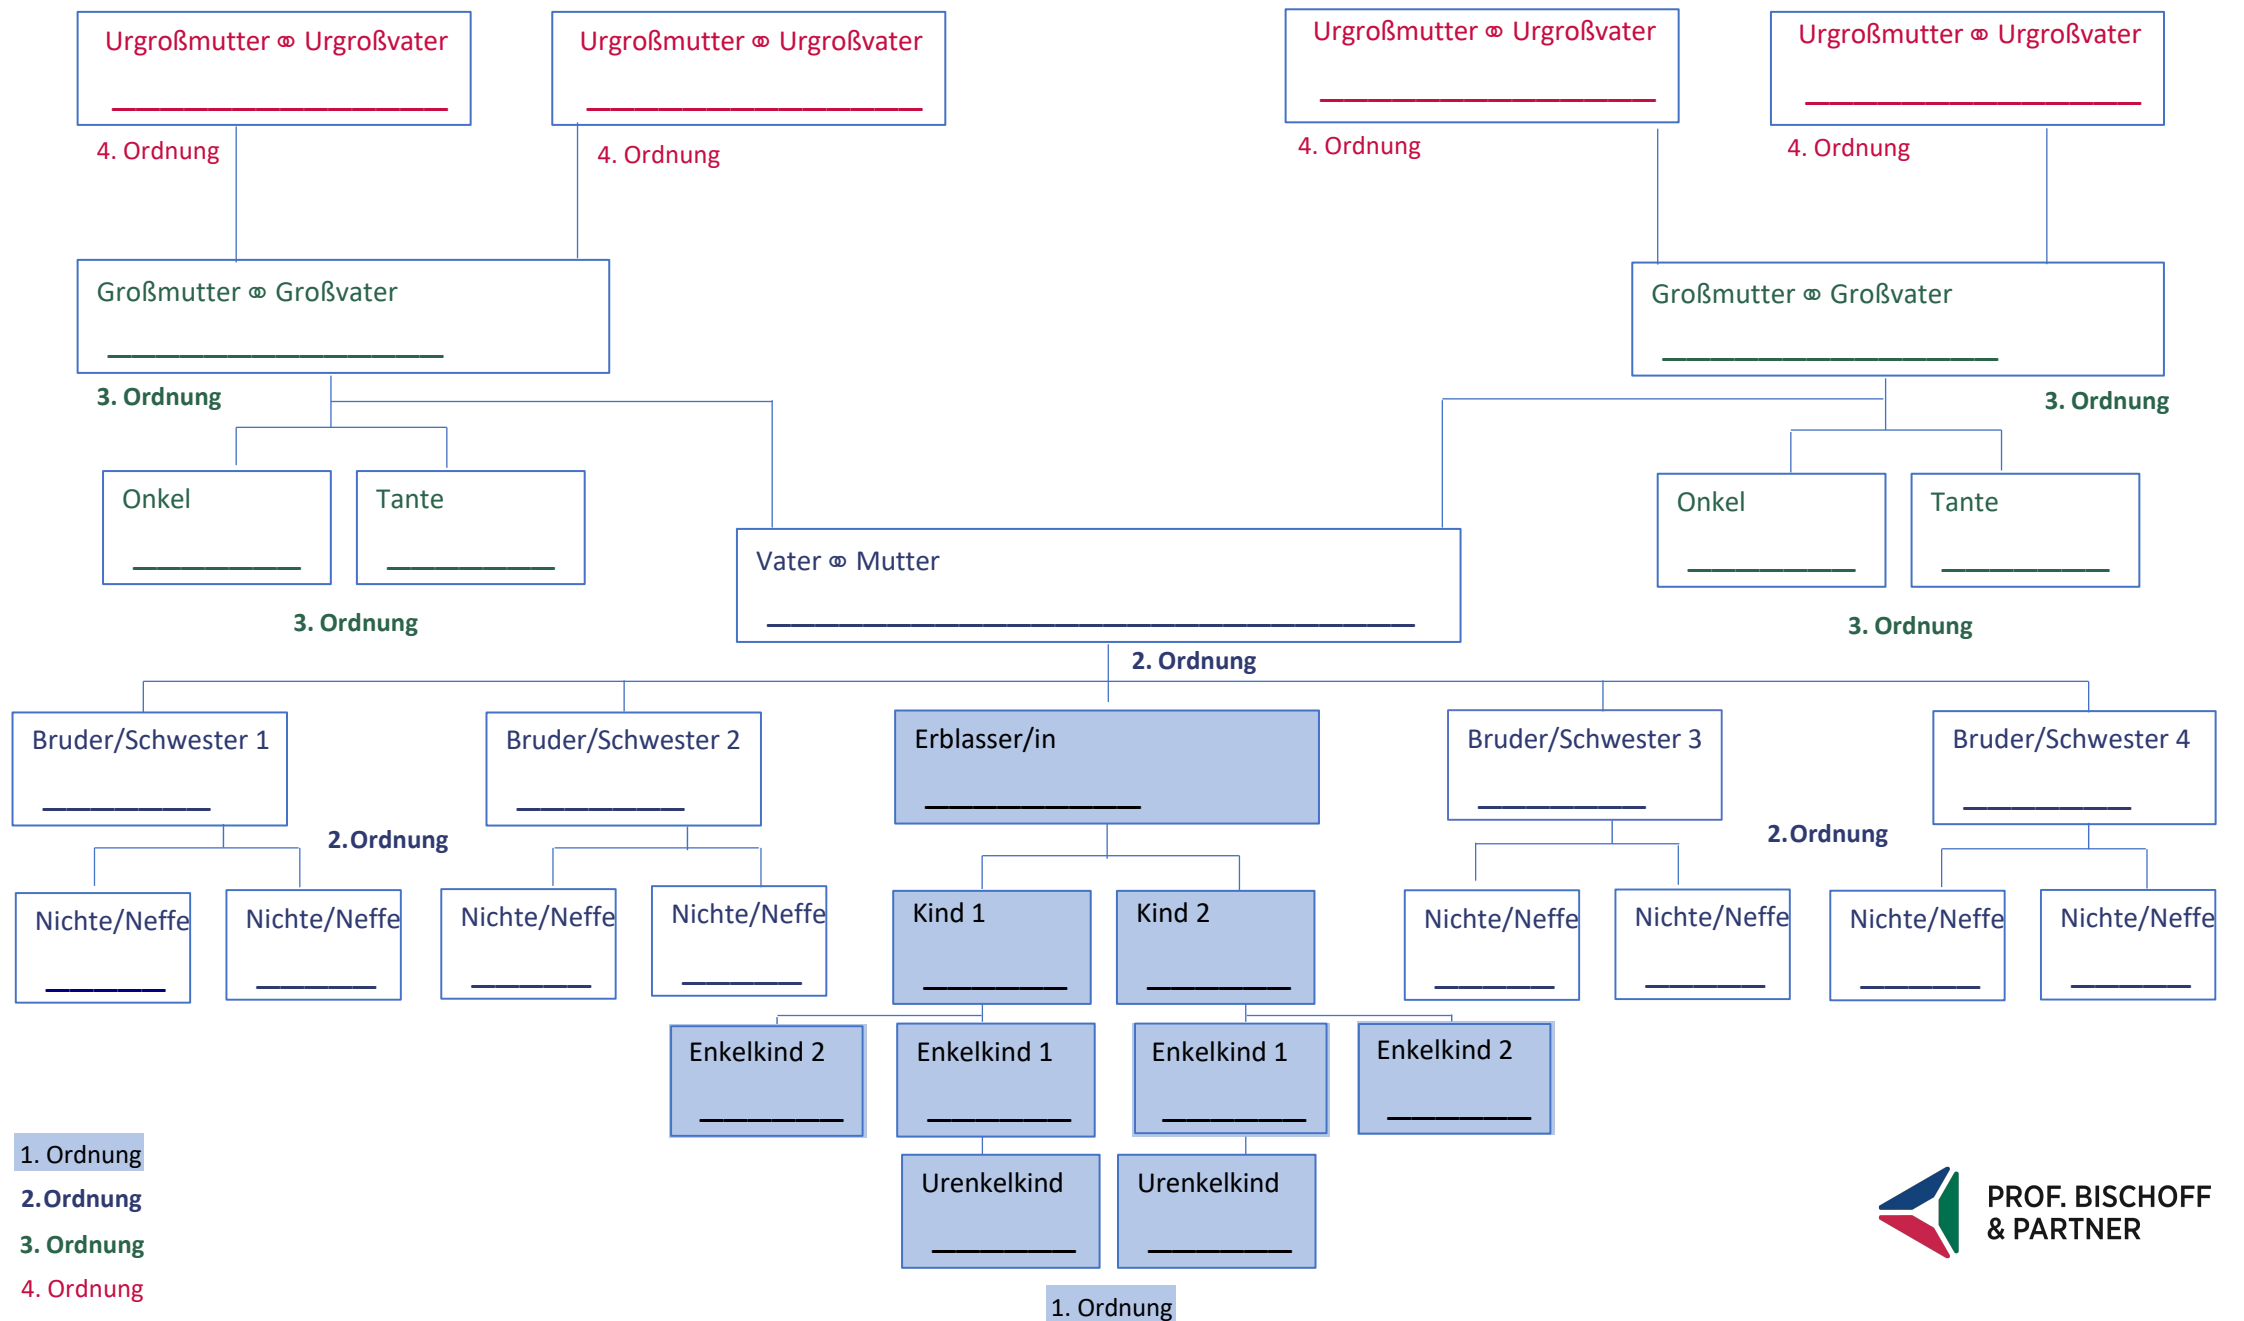 Urgroßmutter ⚭ Urgroßvater
Urgroßmutter ⚭ Urgroßvater
Urgroßmutter ⚭ Urgroßvater
Urgroßmutter ⚭ Urgroßvater
4. Ordnung
4. Ordnung
4. Ordnung
4. Ordnung
Großmutter ⚭ Großvater
Großmutter ⚭ Großvater
3. Ordnung
3. Ordnung
Onkel
Tante
Onkel
Tante
Vater ⚭ Mutter
3. Ordnung
3. Ordnung
2. Ordnung
Bruder/Schwester 1
Bruder/Schwester 2
Erblasser/in
Bruder/Schwester 3
Bruder/Schwester 4
2.Ordnung
2.Ordnung
Nichte/Neffe
Nichte/Neffe
Nichte/Neffe
Nichte/Neffe
Kind 1
Kind 2
Nichte/Neffe
Nichte/Neffe
Nichte/Neffe
Nichte/Neffe
Enkelkind 2
Enkelkind 1
Enkelkind 1
Enkelkind 2
Urenkelkind
Urenkelkind
1. Ordnung
1. Ordnung
2.Ordnung
3. Ordnung
4. Ordnung
PROF. BISCHOFF
& PARTNER